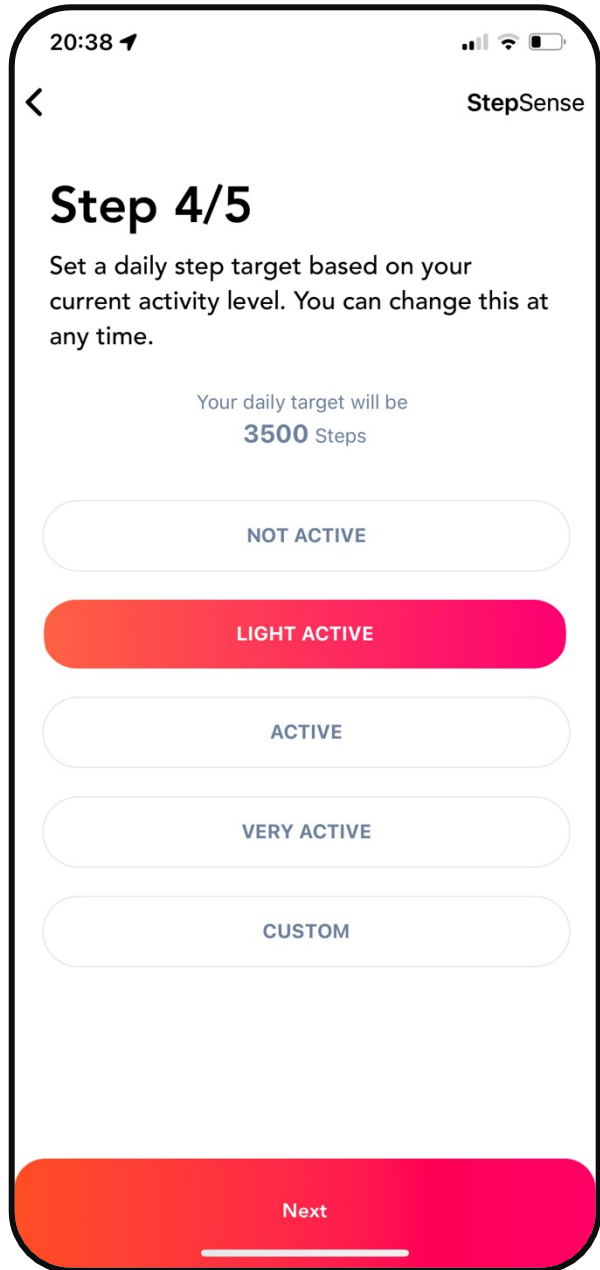 20:38
StepSense
Step 4/5
Set a daily step target based on your
current activity level. You can change this at
any time.
Your daily target will be
3500 Steps
NOT ACTIVE
LIGHT ACTIVE
ACTIVE
VERY ACTIVE
CUSTOM
Next